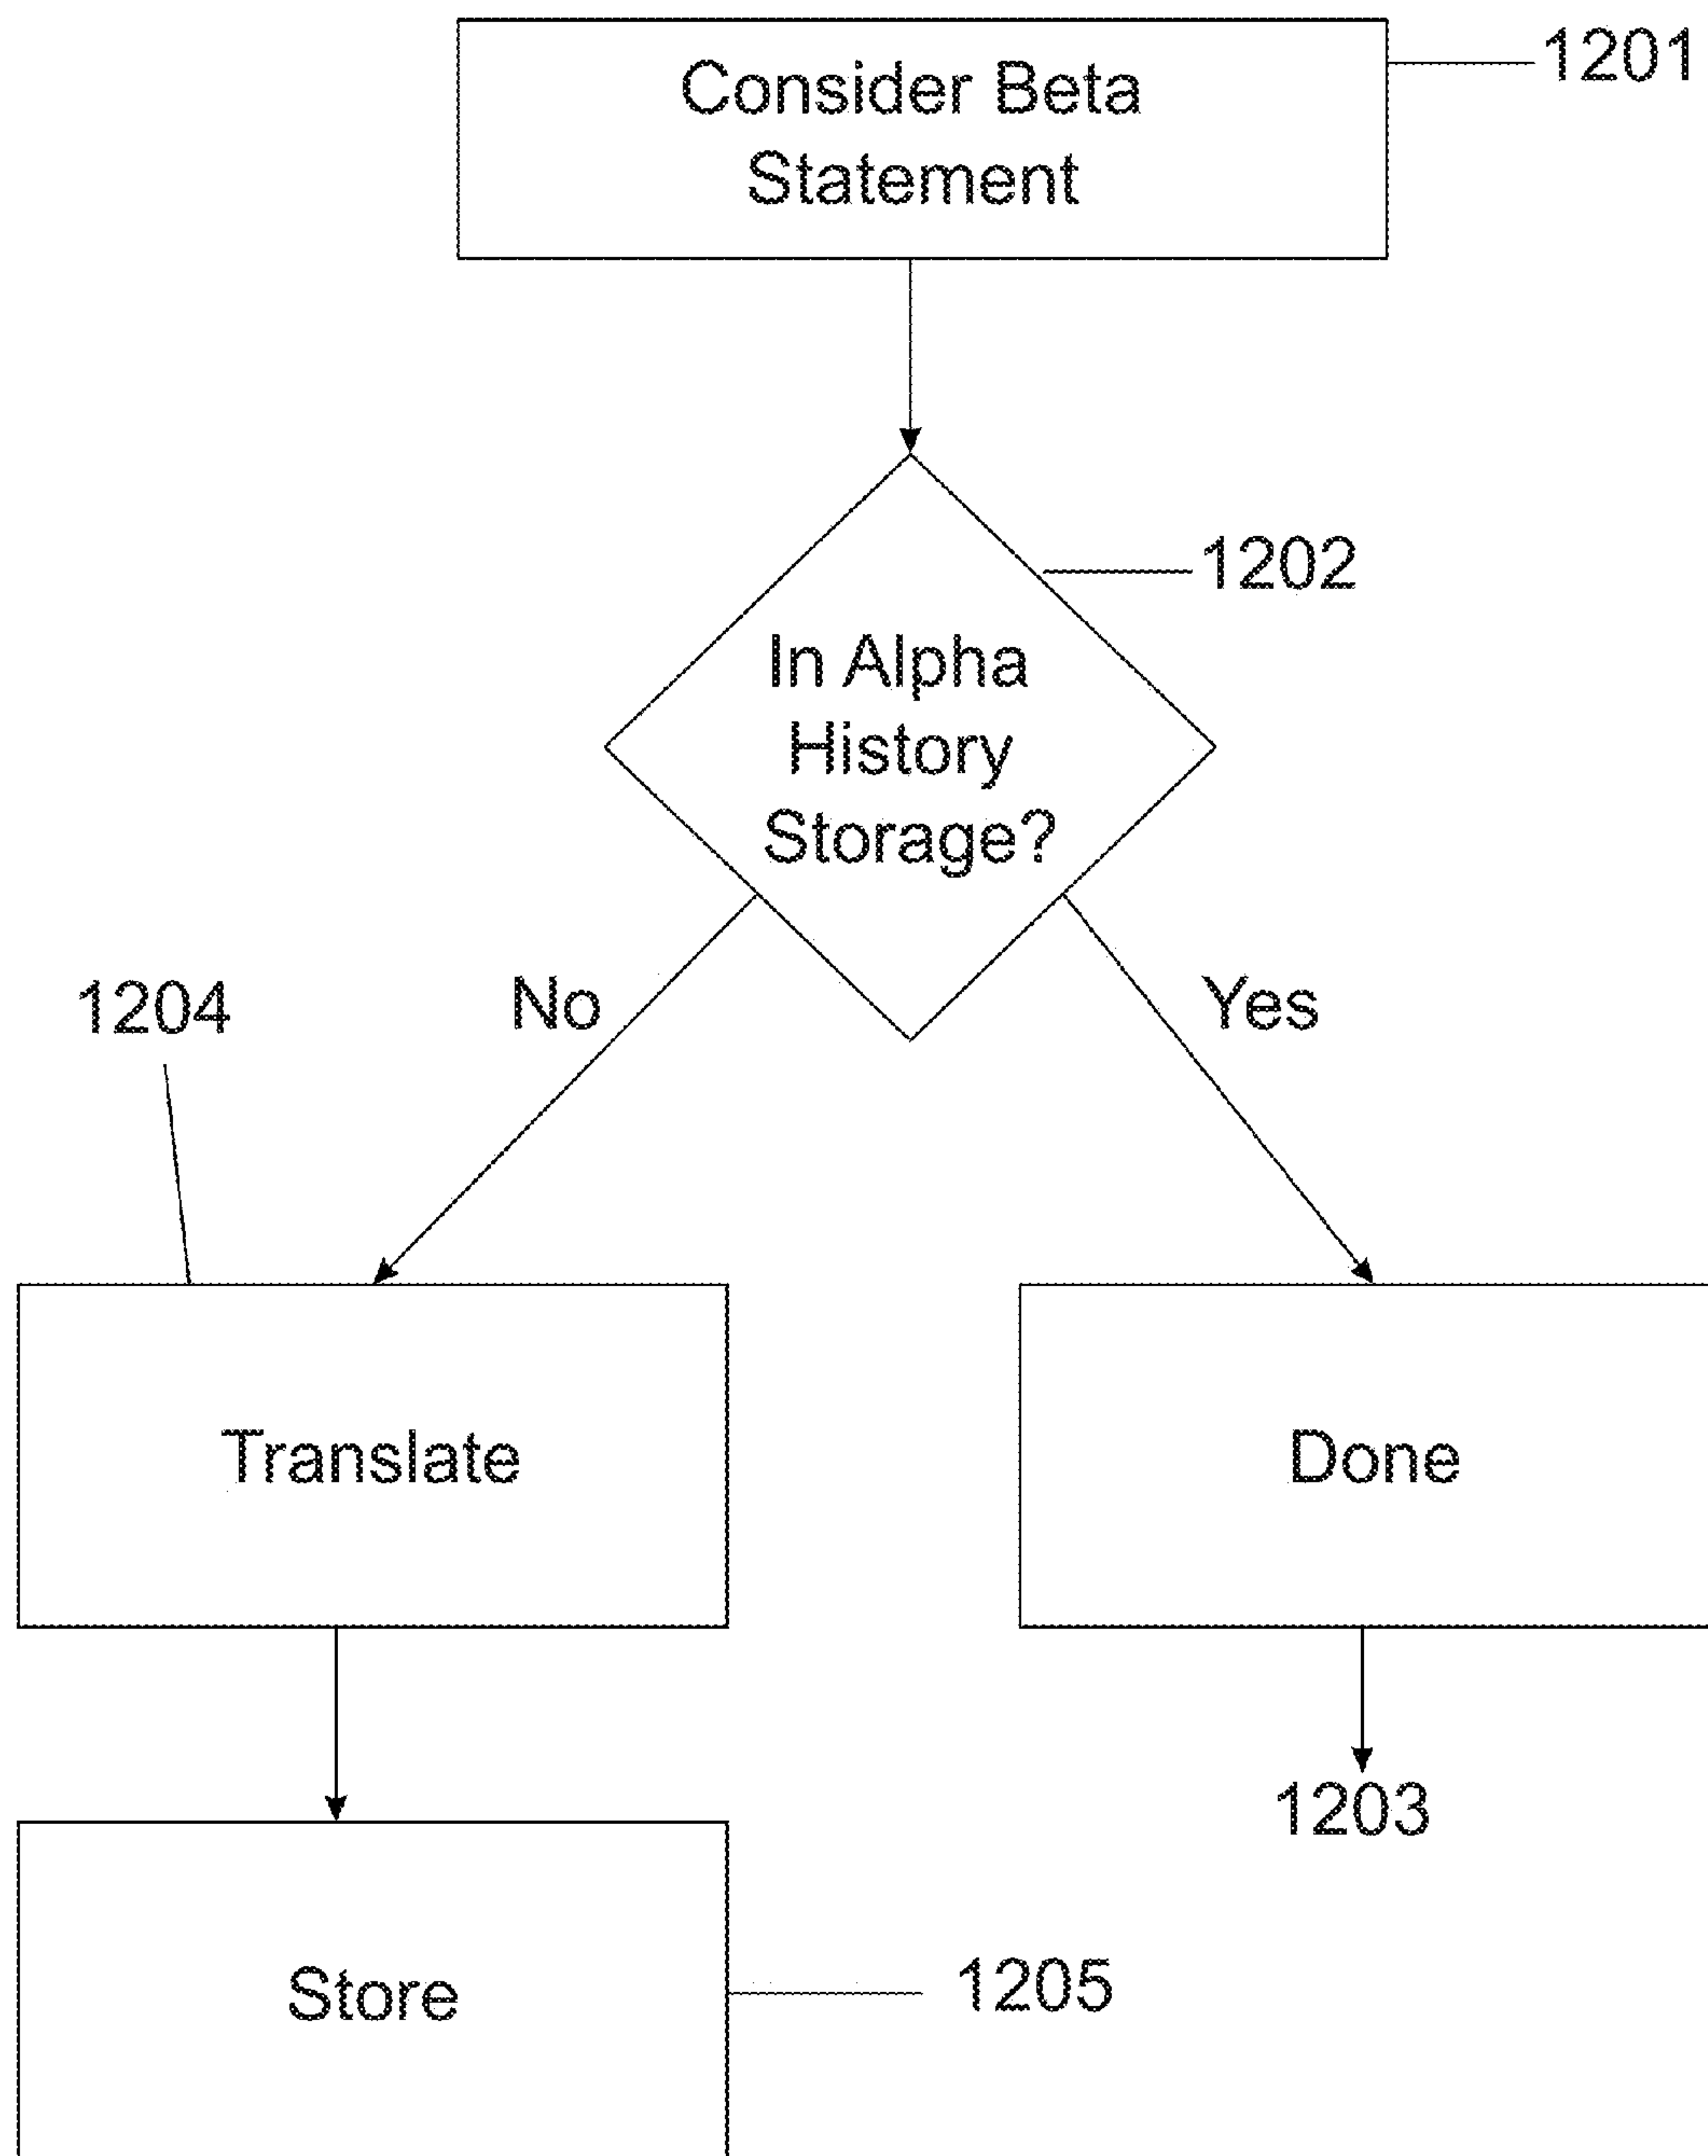 Consider Beta
Statement
1201
1202
In Alpha
History
Storage?
1204
No
Yes
Translate
Done
1203
Store
1205